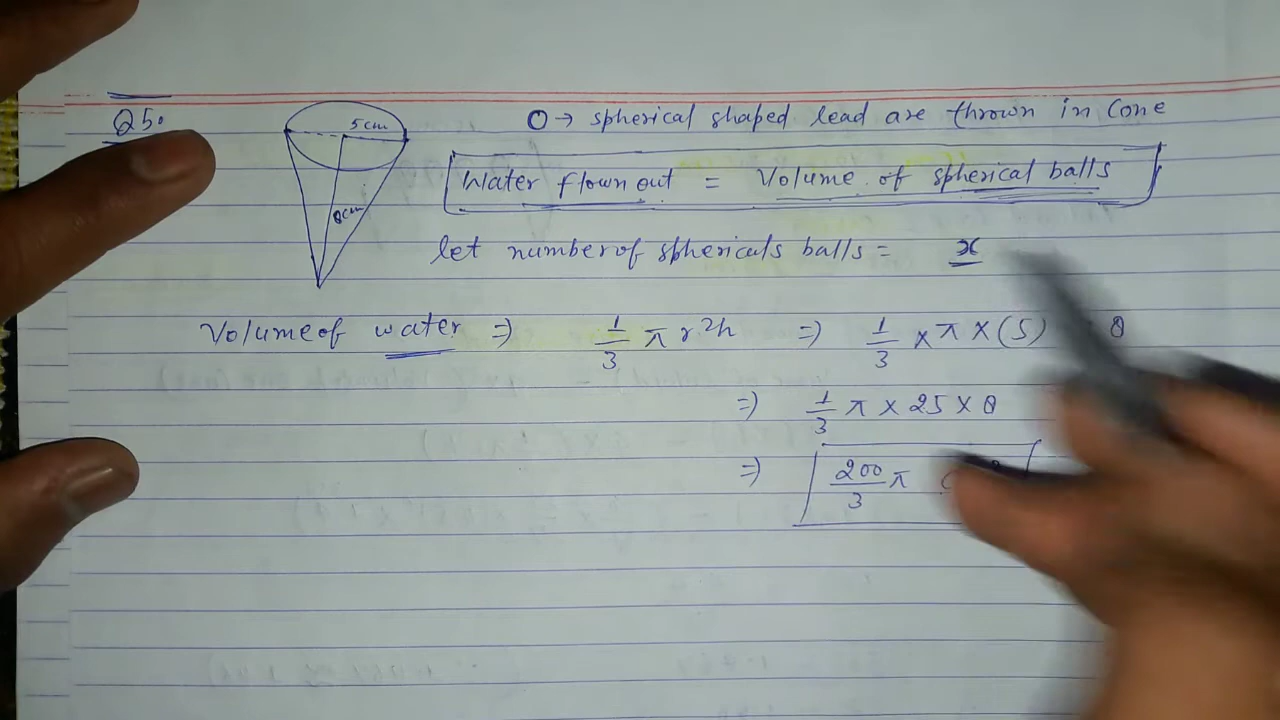 Q5.
5cm
8cm
O → spherical shaped lead are thrown in cone
Water flown out = Volume of spherical balls
let number of sphericals balls = x
Volume of water ⇒ 1/3 π r²h ⇒ 1/3 × π × (5) 8
⇒ 1/3 π × 25 × 8
⇒ 200/3 π